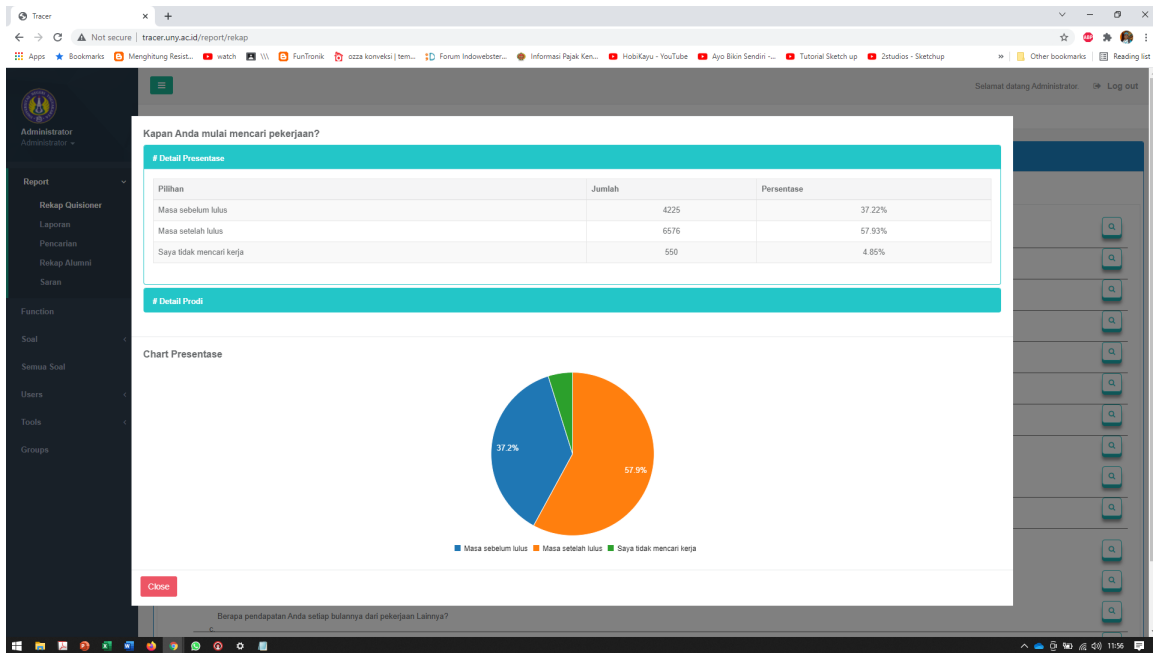 Tracer
Not secure | tracer.uny.ac.id/report/rekap
Apps Bookmarks Menghitung Resist... watch \\\ FunTronik ozza konveksi | tem... Forum Indowebster... Informasi Pajak Ken... HobiKayu - YouTube Ayo Bikin Sendiri -... Tutorial Sketch up 2studios - Sketchup » Other bookmarks Reading list
Selamat datang Administrator. Log out
Administrator
Administrator
Report
Rekap Quisioner
Laporan
Pencarian
Rekap Alumni
Saran
Function
Soal
Semua Soal
Users
Tools
Groups
Kapan Anda mulai mencari pekerjaan?
# Detail Presentase
Pilihan Jumlah Persentase
Masa sebelum lulus 4225 37.22%
Masa setelah lulus 6576 57.93%
Saya tidak mencari kerja 550 4.85%
# Detail Prodi
Chart Presentase
37.2%
57.9%
Masa sebelum lulus Masa setelah lulus Saya tidak mencari kerja
Close
Berapa pendapatan Anda setiap bulannya dari pekerjaan Lainnya?
c.
11:56